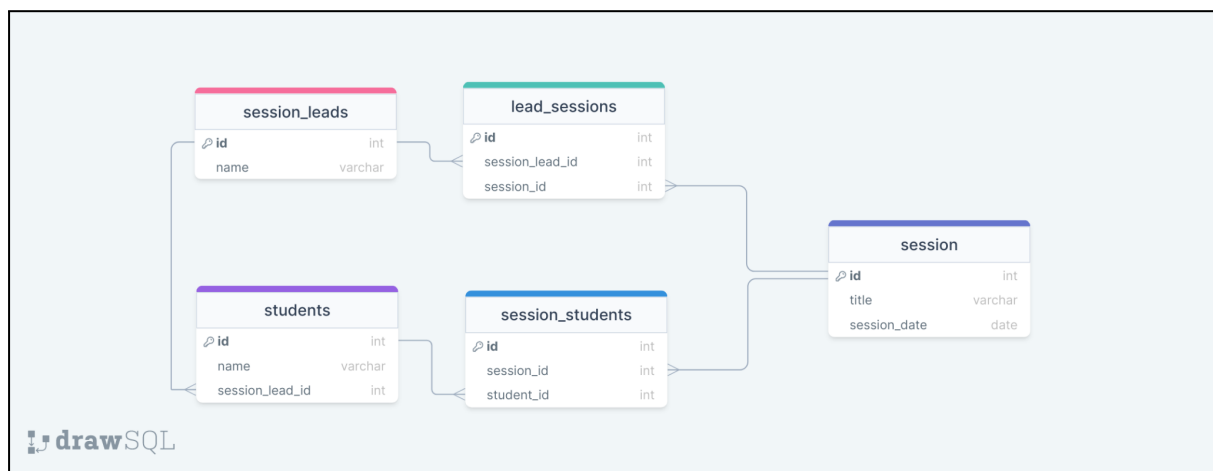 session_leads
id int
name varchar
lead_sessions
id int
session_lead_id int
session_id int
session
id int
title varchar
session_date date
students
id int
name varchar
session_lead_id int
session_students
id int
session_id int
student_id int
drawSQL